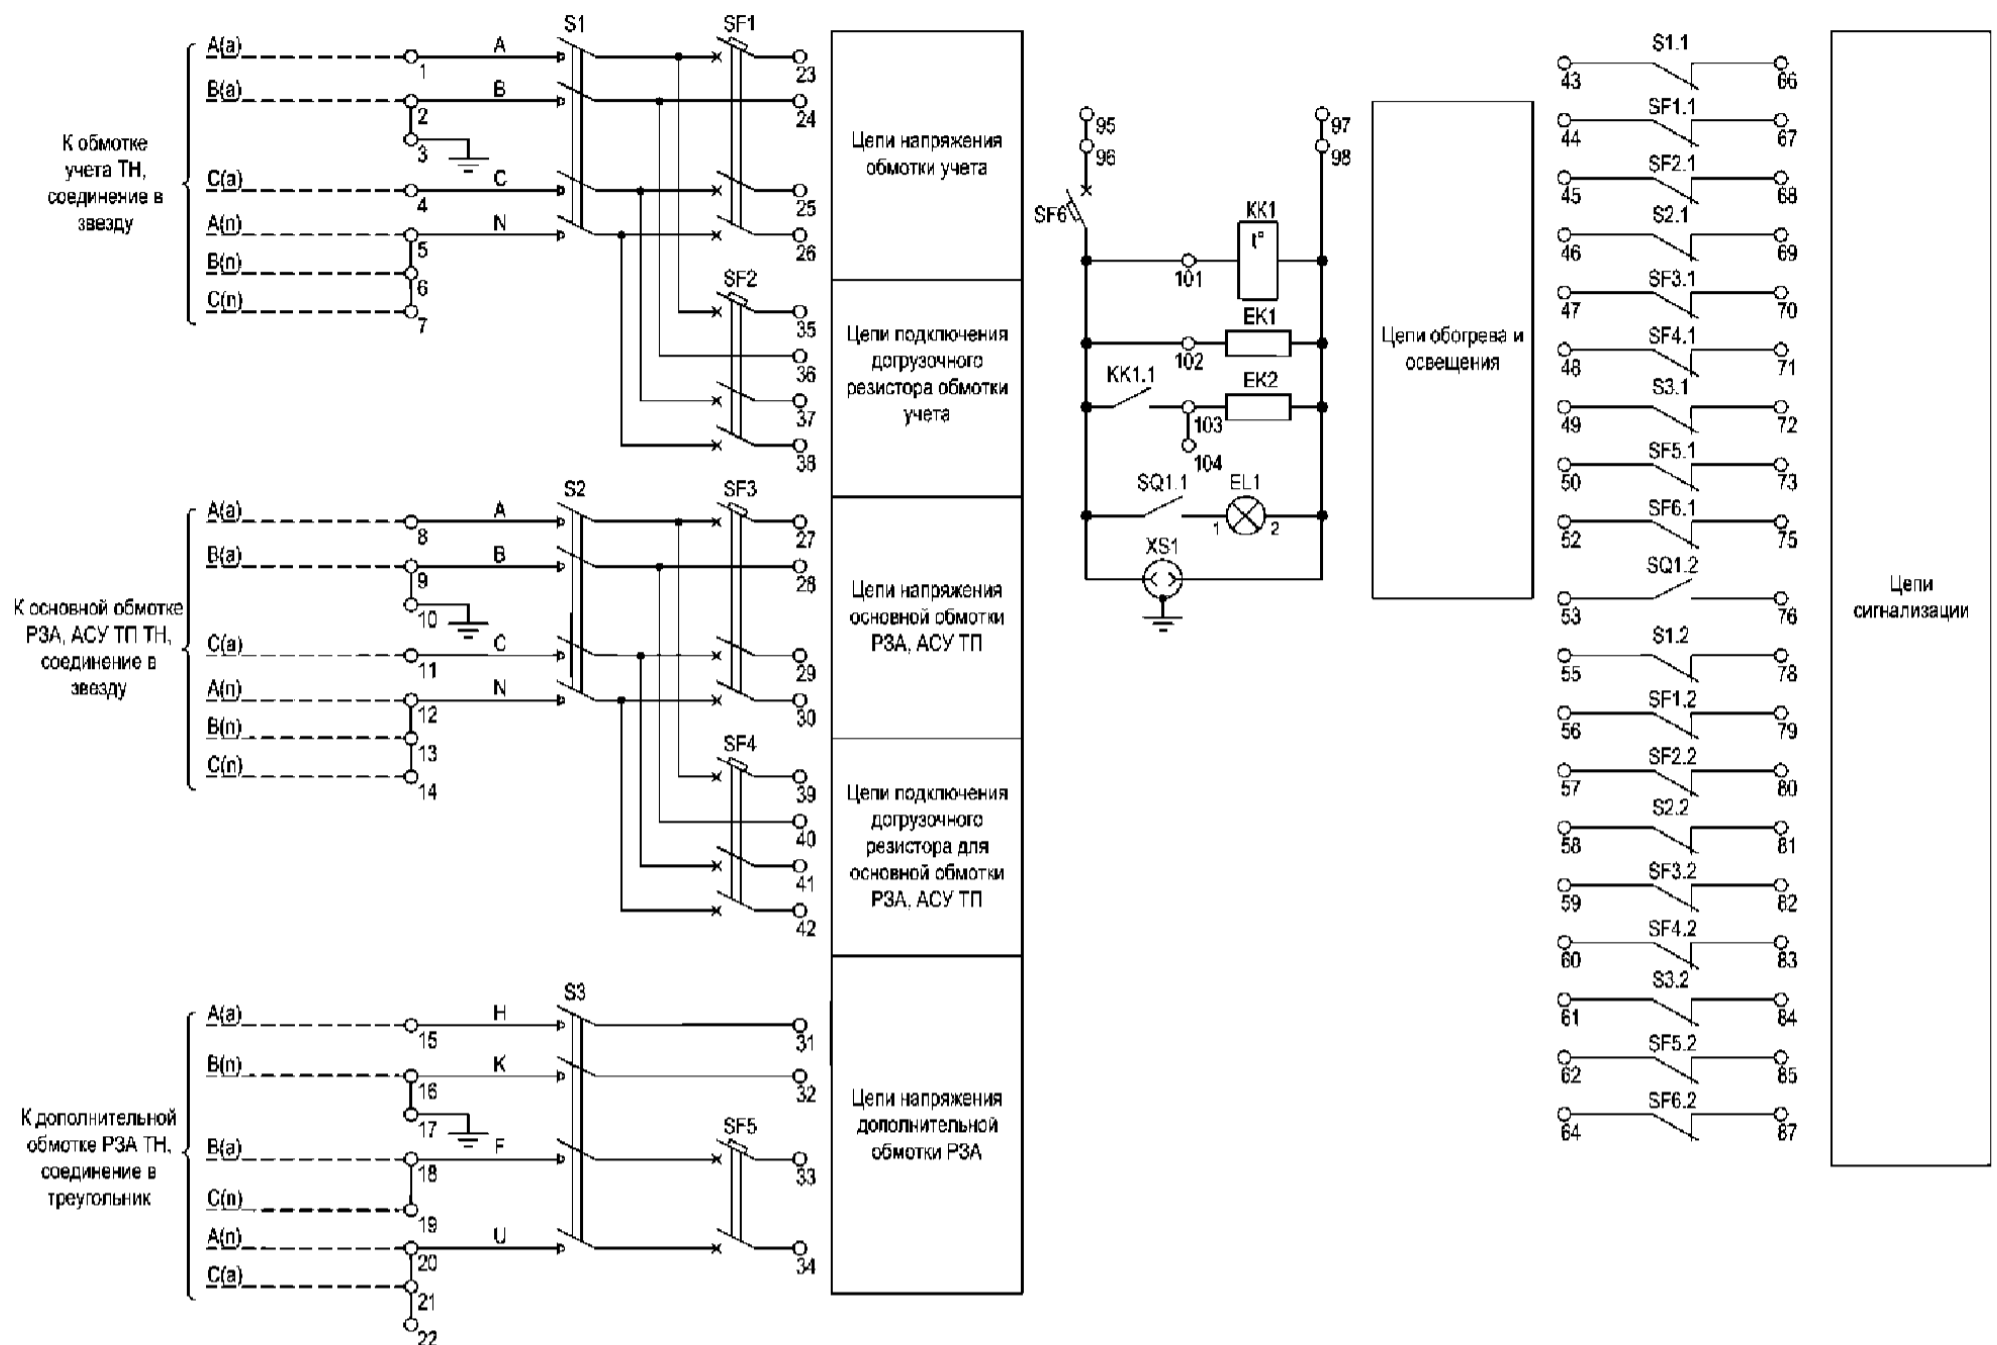 К обмотке
учета ТН,
соединение в
звезду
A(a)
B(a)
C(a)
A(n)
B(n)
C(n)
1
2
3
4
5
6
7
A
B
C
N
S1
SF1
23
24
25
26
SF2
35
36
37
38
Цепи напряжения
обмотки учета
Цепи подключения
догрузочного
резистора обмотки
учета
К основной обмотке
РЗА, АСУ ТП ТН,
соединение в
звезду
A(a)
B(a)
C(a)
A(n)
B(n)
C(n)
8
9
10
11
12
13
14
A
B
C
N
S2
SF3
27
28
29
30
SF4
39
40
41
42
Цепи напряжения
основной обмотки
РЗА, АСУ ТП
Цепи подключения
догрузочного
резистора для
основной обмотки
РЗА, АСУ ТП
К дополнительной
обмотке РЗА ТН,
соединение в
треугольник
A(a)
B(n)
B(a)
C(n)
A(n)
C(a)
15
16
17
18
19
20
21
22
H
K
F
U
S3
SF5
31
32
33
34
Цепи напряжения
дополнительной
обмотки РЗА
95
96
97
98
SF6
KK1
t°
101
EK1
102
KK1.1
EK2
103
104
SQ1.1
EL1
1
2
XS1
Цепи обогрева и
освещения
S1.1
43
66
SF1.1
44
67
SF2.1
45
68
S2.1
46
69
SF3.1
47
70
SF4.1
48
71
S3.1
49
72
SF5.1
50
73
SF6.1
52
75
SQ1.2
53
76
S1.2
55
78
SF1.2
56
79
SF2.2
57
80
S2.2
58
81
SF3.2
59
82
SF4.2
60
83
S3.2
61
84
SF5.2
62
85
SF6.2
64
87
Цепи
сигнализации